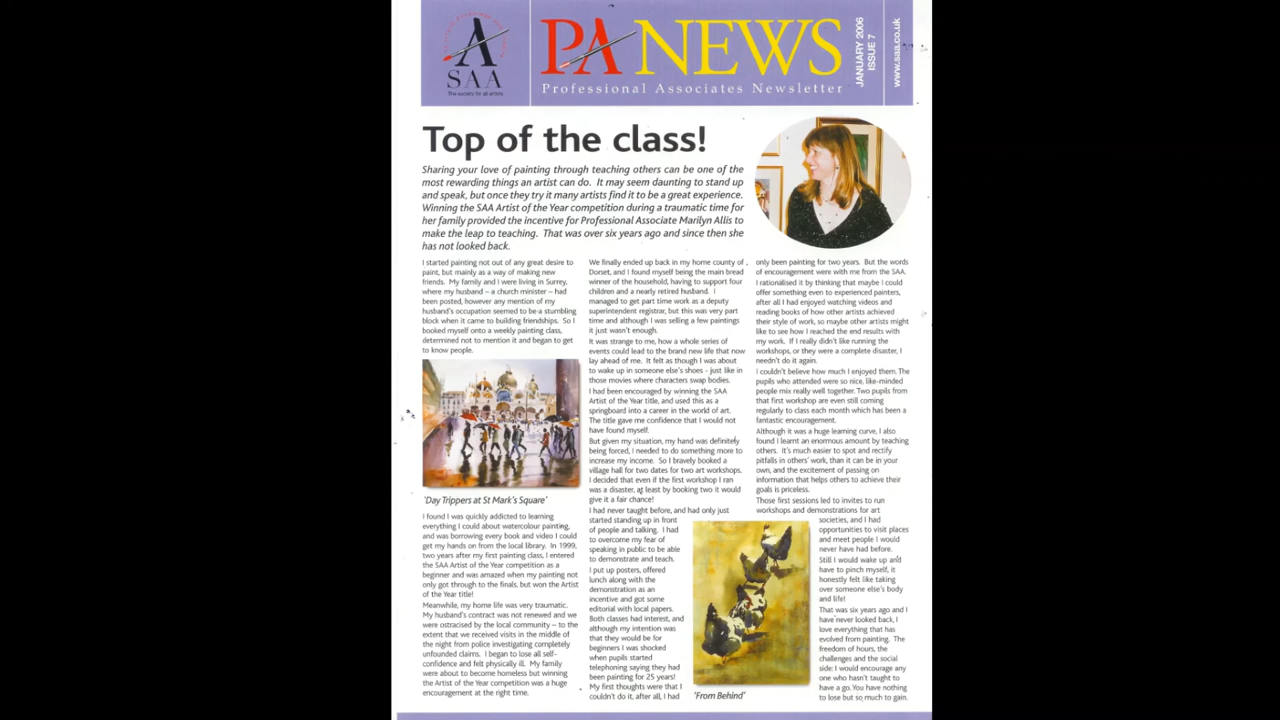 A
SAA
The society for all artists
PA NEWS
Professional Associates Newsletter
JANUARY 2006
ISSUE 7
www.saa.co.uk
Top of the class!
Sharing your love of painting through teaching others can be one of the
most rewarding things an artist can do. It may seem daunting to stand up
and speak, but once they try it many artists find it to be a great experience.
Winning the SAA Artist of the Year competition during a traumatic time for
her family provided the incentive for Professional Associate Marilyn Allis to
make the leap to teaching. That was over six years ago and since then she
has not looked back.
I started painting not out of any great desire to
paint, but mainly as a way of making new
friends. My family and I were living in Surrey,
where my husband – a church minister – had
been posted, however any mention of my
husband's occupation seemed to be a stumbling
block when it came to building friendships. So I
booked myself onto a weekly painting class,
determined not to mention it and began to get
to know people.
'Day Trippers at St Mark's Square'
I found I was quickly addicted to learning
everything I could about watercolour painting,
and was borrowing every book and video I could
get my hands on from the local library. In 1999,
two years after my first painting class, I entered
the SAA Artist of the Year competition as a
beginner and was amazed when my painting not
only got through to the finals, but won the Artist
of the Year title!
Meanwhile, my home life was very traumatic.
My husband's contract was not renewed and we
were ostracised by the local community – to the
extent that we received visits in the middle of
the night from police investigating completely
unfounded claims. I began to lose all self-
confidence and felt physically ill. My family
were about to become homeless but winning
the Artist of the Year competition was a huge
encouragement at the right time.
We finally ended up back in my home county of
Dorset, and I found myself being the main bread
winner of the household, having to support four
children and a nearly retired husband. I
managed to get part time work as a deputy
superintendent registrar, but this was very part
time and although I was selling a few paintings
it just wasn't enough.
It was strange to me, how a whole series of
events could lead to the brand new life that now
lay ahead of me. It felt as though I was about
to wake up in someone else's shoes - just like in
those movies where characters swap bodies.
I had been encouraged by winning the SAA
Artist of the Year title, and used this as a
springboard into a career in the world of art.
The title gave me confidence that I would not
have found myself.
But given my situation, my hand was definitely
being forced, I needed to do something more to
increase my income. So I bravely booked a
village hall for two dates for two art workshops.
I decided that even if the first workshop I ran
was a disaster, at least by booking two it would
give it a fair chance!
I had never taught before, and had only just
started standing up in front
of people and talking. I had
to overcome my fear of
speaking in public to be able
to demonstrate and teach.
I put up posters, offered
lunch along with the
demonstration as an
incentive and got some
editorial with local papers.
Both classes had interest, and
although my intention was
that they would be for
beginners I was shocked
when pupils started
telephoning saying they had
been painting for 25 years!
My first thoughts were that I
couldn't do it, after all, I had
'From Behind'
only been painting for two years. But the words
of encouragement were with me from the SAA.
I rationalised it by thinking that maybe I could
offer something even to experienced painters,
after all I had enjoyed watching videos and
reading books of how other artists achieved
their style of work, so maybe other artists might
like to see how I reached the end results with
my work. If I really didn't like running the
workshops, or they were a complete disaster, I
needn't do it again.
I couldn't believe how much I enjoyed them. The
pupils who attended were so nice, like-minded
people mix really well together. Two pupils from
that first workshop are even still coming
regularly to class each month which has been a
fantastic encouragement.
Although it was a huge learning curve, I also
found I learnt an enormous amount by teaching
others. It's much easier to spot and rectify
pitfalls in others' work, than it can be in your
own, and the excitement of passing on
information that helps others to achieve their
goals is priceless.
Those first sessions led to invites to run
workshops and demonstrations for art
societies, and I had
opportunities to visit places
and meet people I would
never have had before.
Still I would wake up and
have to pinch myself, it
honestly felt like taking
over someone else's body
and life!
That was six years ago and I
have never looked back, I
love everything that has
evolved from painting. The
freedom of hours, the
challenges and the social
side: I would encourage any
one who hasn't taught to
have a go. You have nothing
to lose but so much to gain.